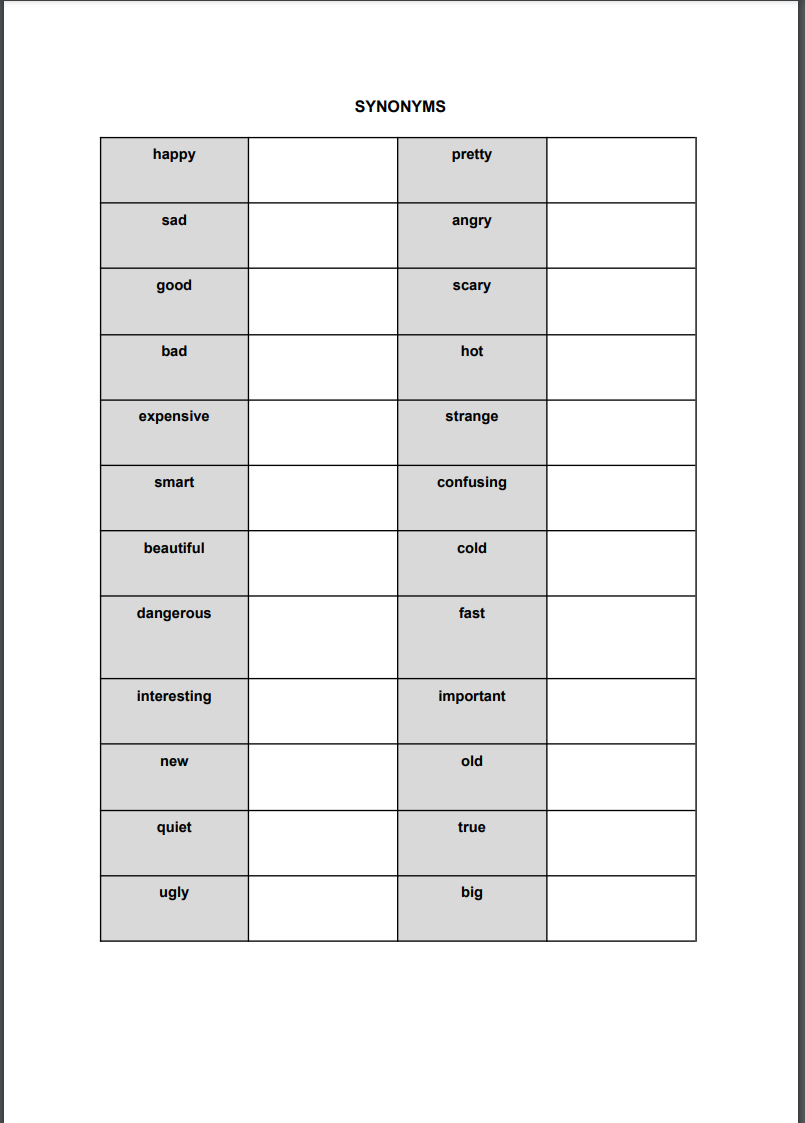 SYNONYMS
happy pretty
sad angry
good scary
bad hot
expensive strange
smart confusing
beautiful cold
dangerous fast
interesting important
new old
quiet true
ugly big